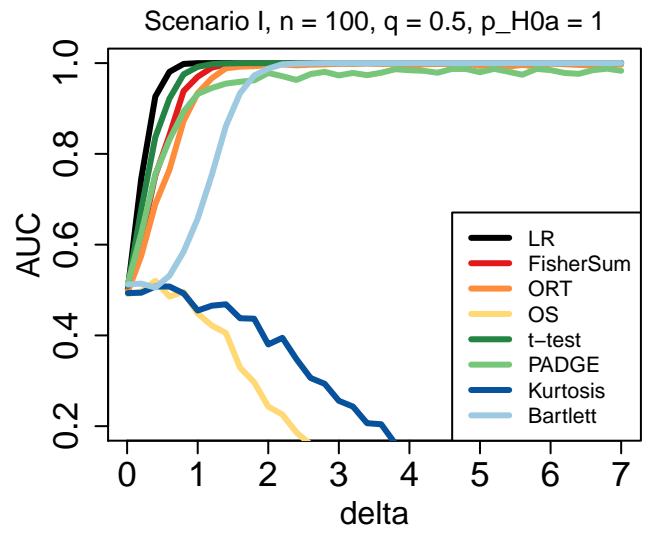 Scenario I, n = 100, q = 0.5, p_H0a = 1
AUC
1.0
0.8
0.6
0.4
0.2
LR
FisherSum
ORT
OS
t−test
PADGE
Kurtosis
Bartlett
0 1 2 3 4 5 6 7
delta